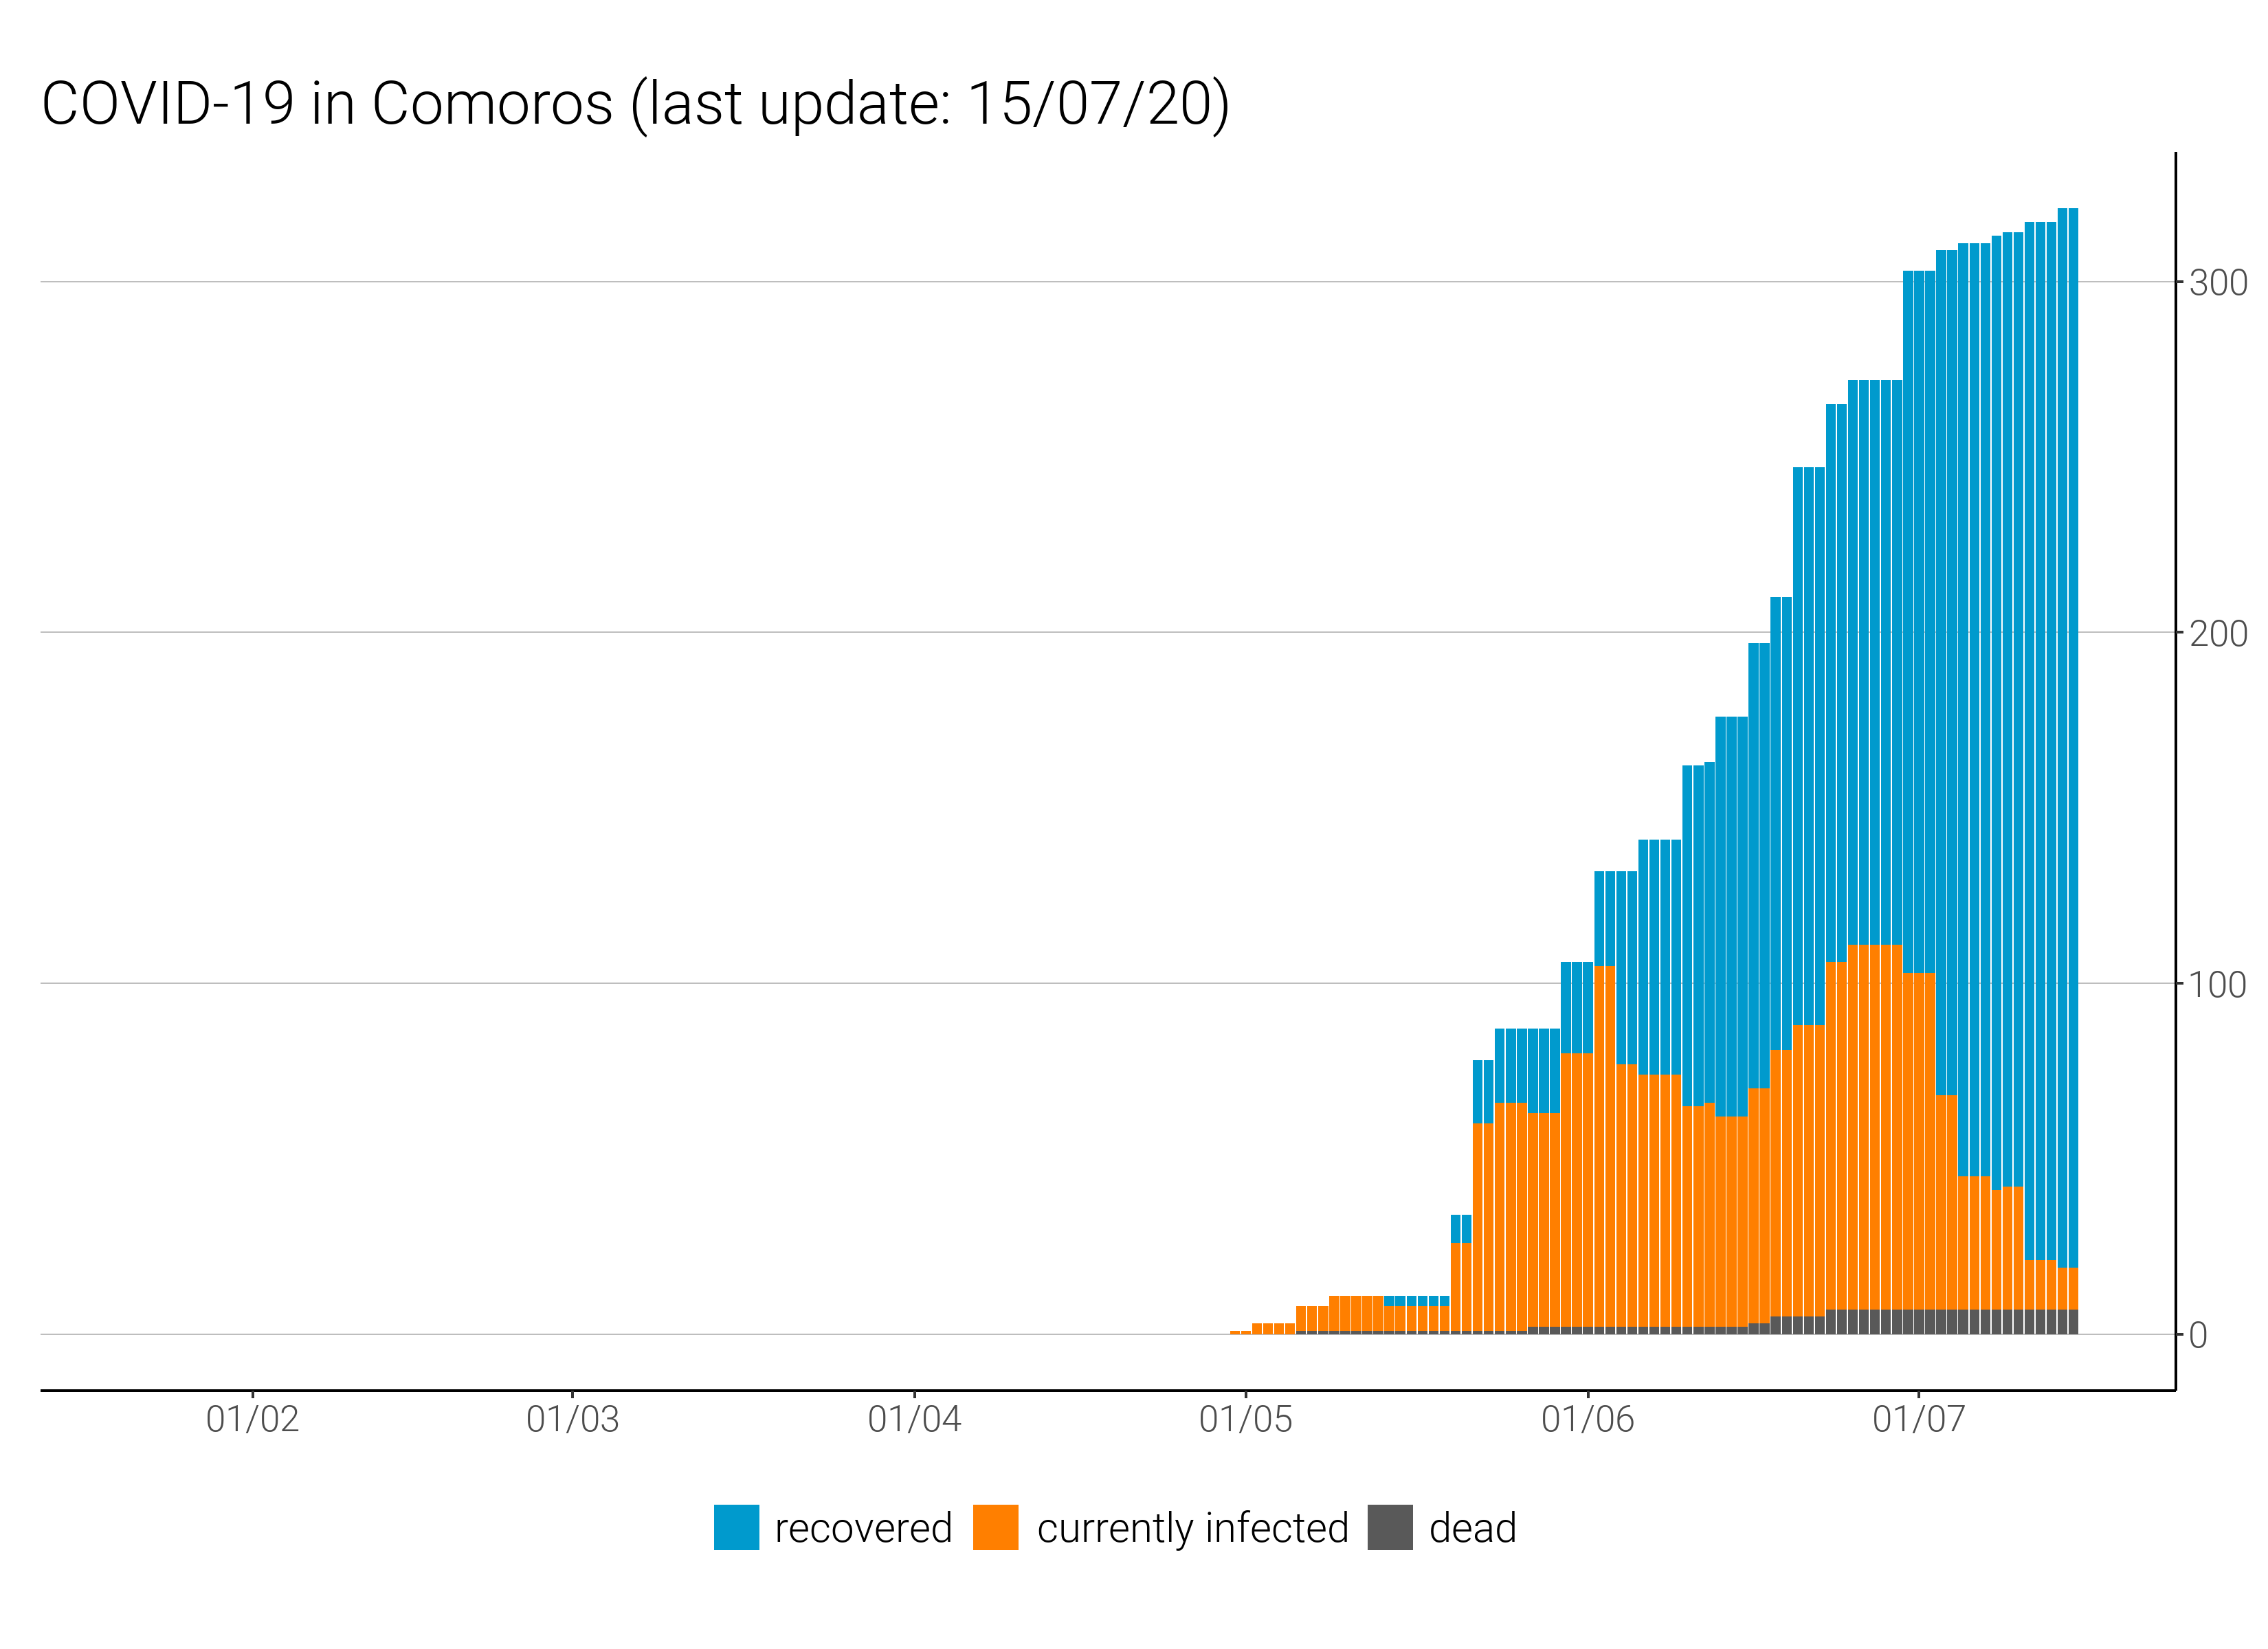 COVID-19 in Comoros (last update: 15/07/20)
300
200
100
0
01/02 01/03 01/04 01/05 01/06 01/07
recovered currently infected dead